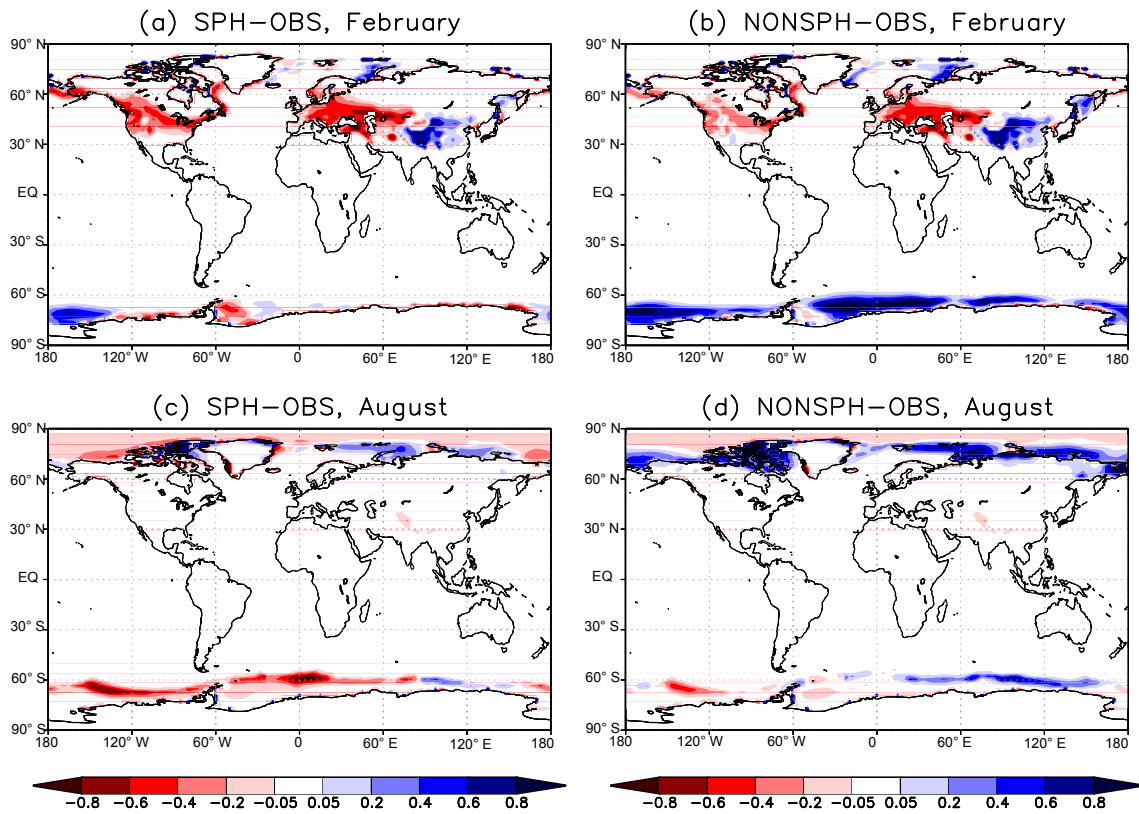 (a) SPH−OBS, February
90° N
60° N
30° N
EQ
30° S
60° S
90° S
180 120° W 60° W 0 60° E 120° E 180
(b) NONSPH−OBS, February
90° N
60° N
30° N
EQ
30° S
60° S
90° S
180 120° W 60° W 0 60° E 120° E 180
(c) SPH−OBS, August
90° N
60° N
30° N
EQ
30° S
60° S
90° S
180 120° W 60° W 0 60° E 120° E 180
(d) NONSPH−OBS, August
90° N
60° N
30° N
EQ
30° S
60° S
90° S
180 120° W 60° W 0 60° E 120° E 180
−0.8 −0.6 −0.4 −0.2 −0.05 0.05 0.2 0.4 0.6 0.8
−0.8 −0.6 −0.4 −0.2 −0.05 0.05 0.2 0.4 0.6 0.8